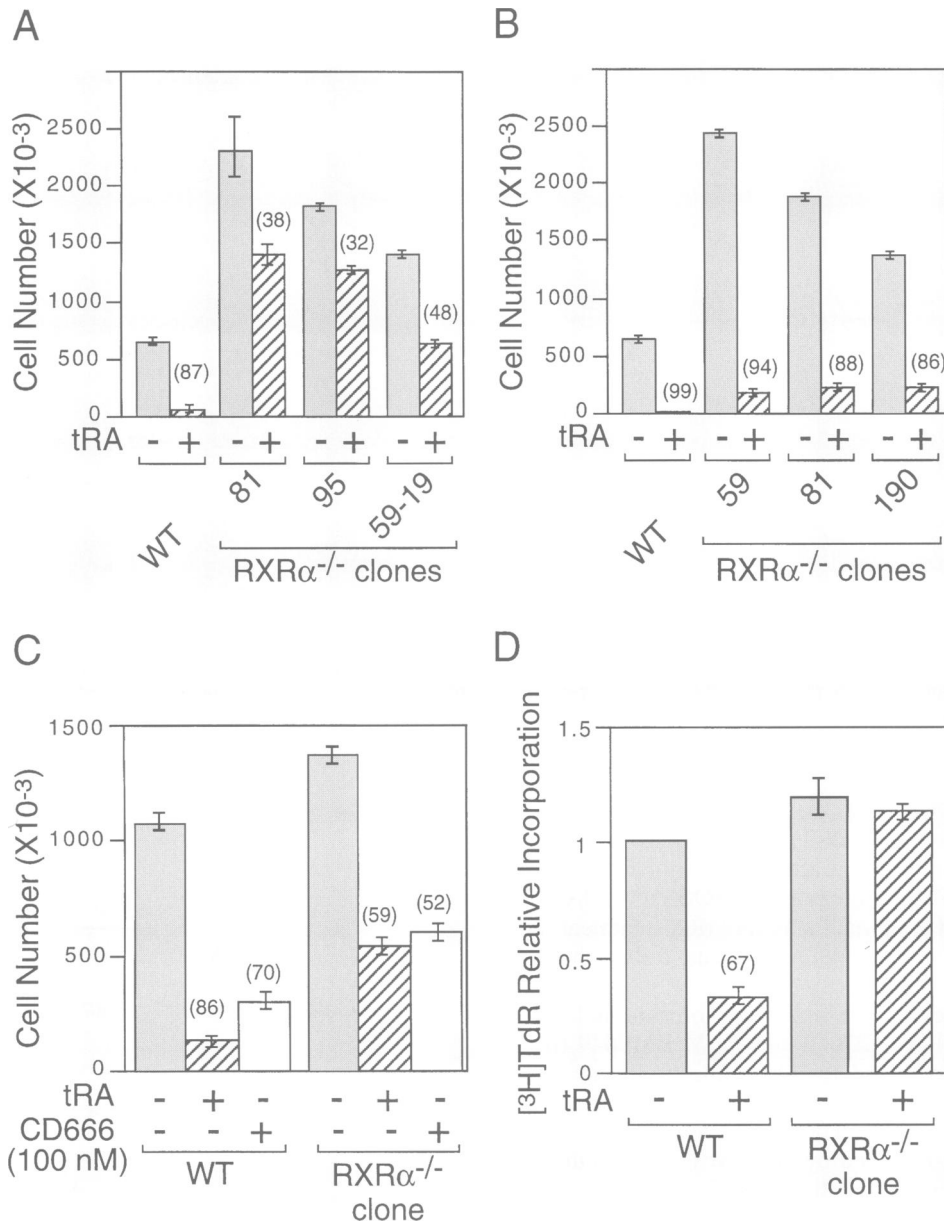 A
Cell Number (X10-3)
2500
2000
1500
1000
500
0
(87)
(38)
(32)
(48)
tRA - + - + - + - +
WT 81 95 59-19
RXRα-/- clones
B
Cell Number (X10-3)
2500
2000
1500
1000
500
0
(99)
(94)
(88)
(86)
tRA - + - + - + - +
WT 59 81 190
RXRα-/- clones
C
Cell Number (X10-3)
1500
1000
500
0
(86)
(70)
(59)
(52)
tRA - + - - + -
CD666 - - + - - +
(100 nM)
WT RXRα-/-
clone
D
[3H]TdR Relative Incorporation
1.5
1
0.5
0
(67)
tRA - + - +
WT RXRα-/-
clone